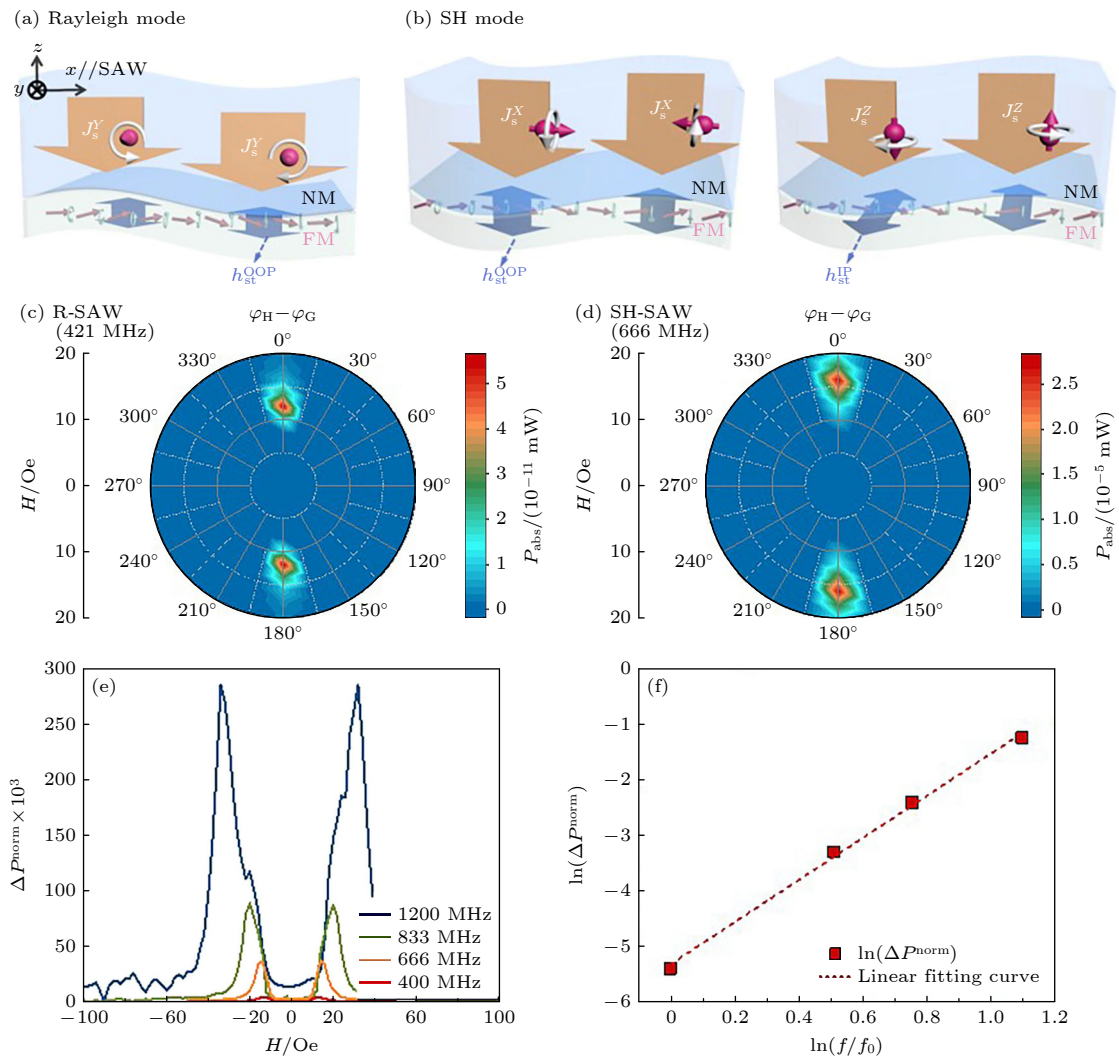 (a) Rayleigh mode
(b) SH mode
z
x//SAW
y
J_s^Y
J_s^Y
NM
FM
h_st^OOP
J_s^X
J_s^X
NM
FM
h_st^OOP
J_s^Z
J_s^Z
NM
FM
h_st^IP
(c) R-SAW
(421 MHz)
φ_H−φ_G
0°
30°
60°
90°
120°
150°
180°
210°
240°
270°
300°
330°
20
10
0
10
20
H/Oe
5
4
3
2
1
0
P_abs/(10^−11 mW)
(d) SH-SAW
(666 MHz)
φ_H−φ_G
0°
30°
60°
90°
120°
150°
180°
210°
240°
270°
300°
330°
20
10
0
10
20
H/Oe
2.5
2.0
1.5
1.0
0.5
0
P_abs/(10^−5 mW)
(e)
300
250
200
150
100
50
0
ΔP^norm×10^3
1200 MHz
833 MHz
666 MHz
400 MHz
−100 −60 −20 0 20 60 100
H/Oe
(f)
0
−1
−2
−3
−4
−5
−6
ln(ΔP^norm)
ln(ΔP^norm)
Linear fitting curve
0 0.2 0.4 0.6 0.8 1.0 1.2
ln(f/f_0)